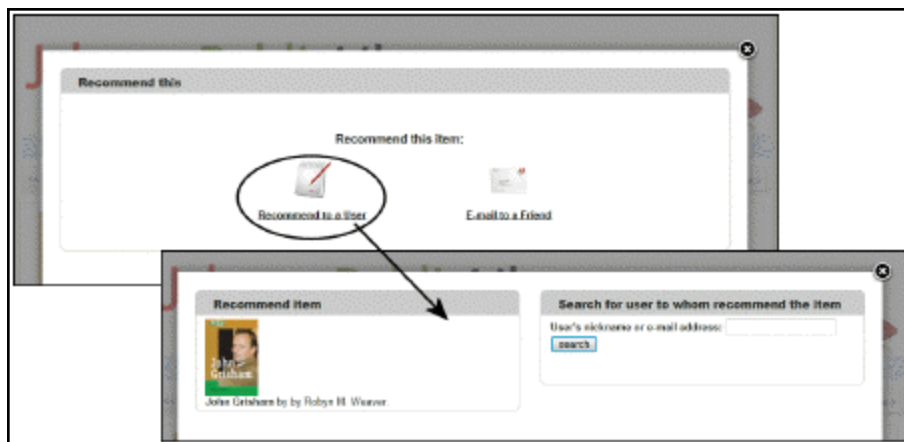 Recommend this
Recommend this item:
Recommend to a User
E-mail to a Friend
Recommend item
John
Grisham
John Grisham by by Robyn M. Weaver.
Search for user to whom recommend the item
User's nickname or e-mail address:
search